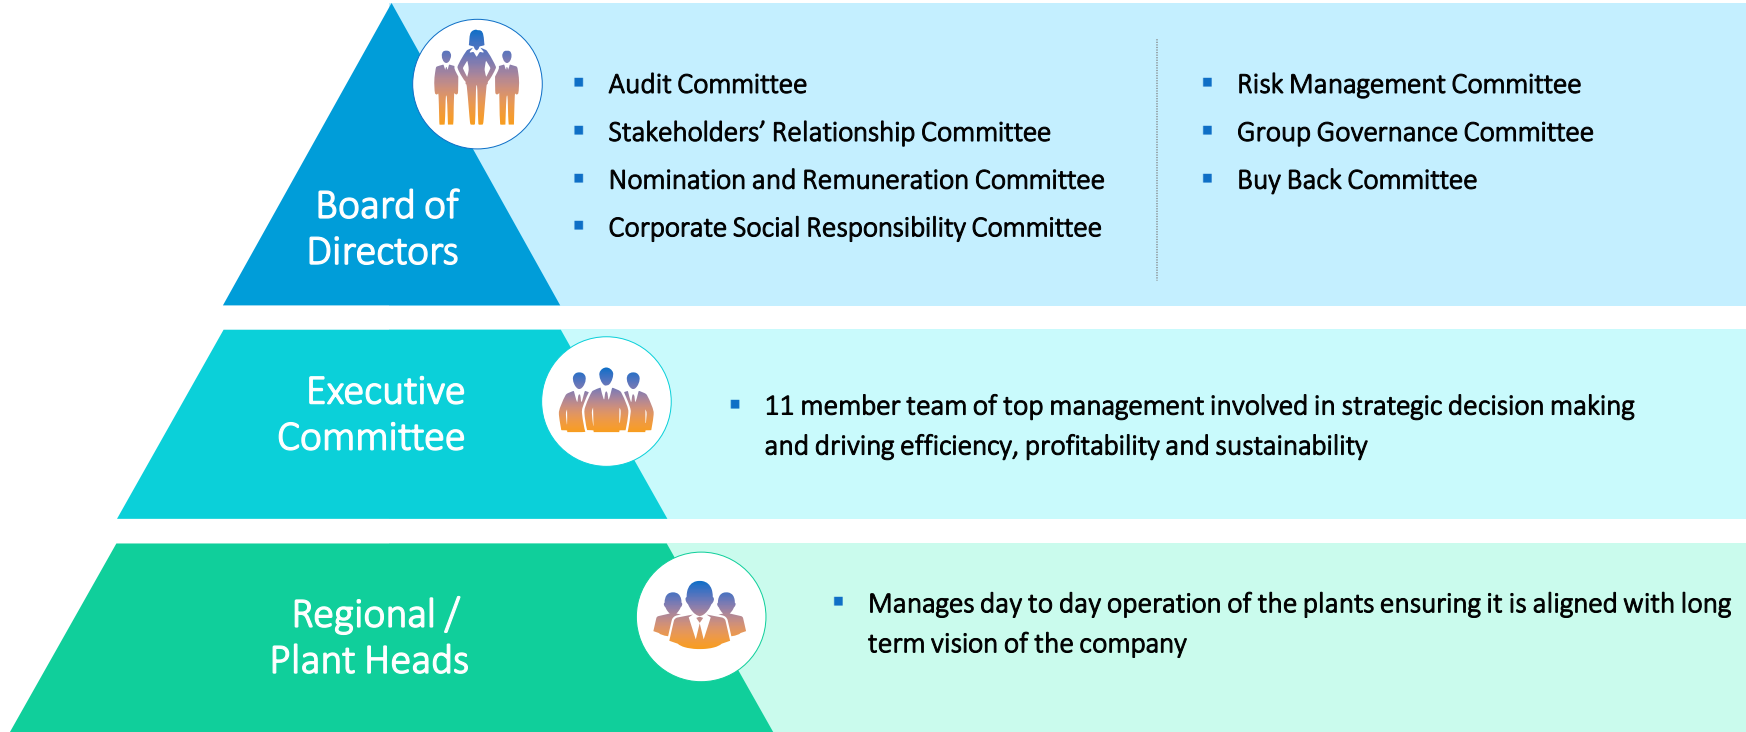 Board of
Directors
Audit Committee
Stakeholders’ Relationship Committee
Nomination and Remuneration Committee
Corporate Social Responsibility Committee
Risk Management Committee
Group Governance Committee
Buy Back Committee
Executive
Committee
11 member team of top management involved in strategic decision making
and driving efficiency, profitability and sustainability
Regional /
Plant Heads
Manages day to day operation of the plants ensuring it is aligned with long
term vision of the company